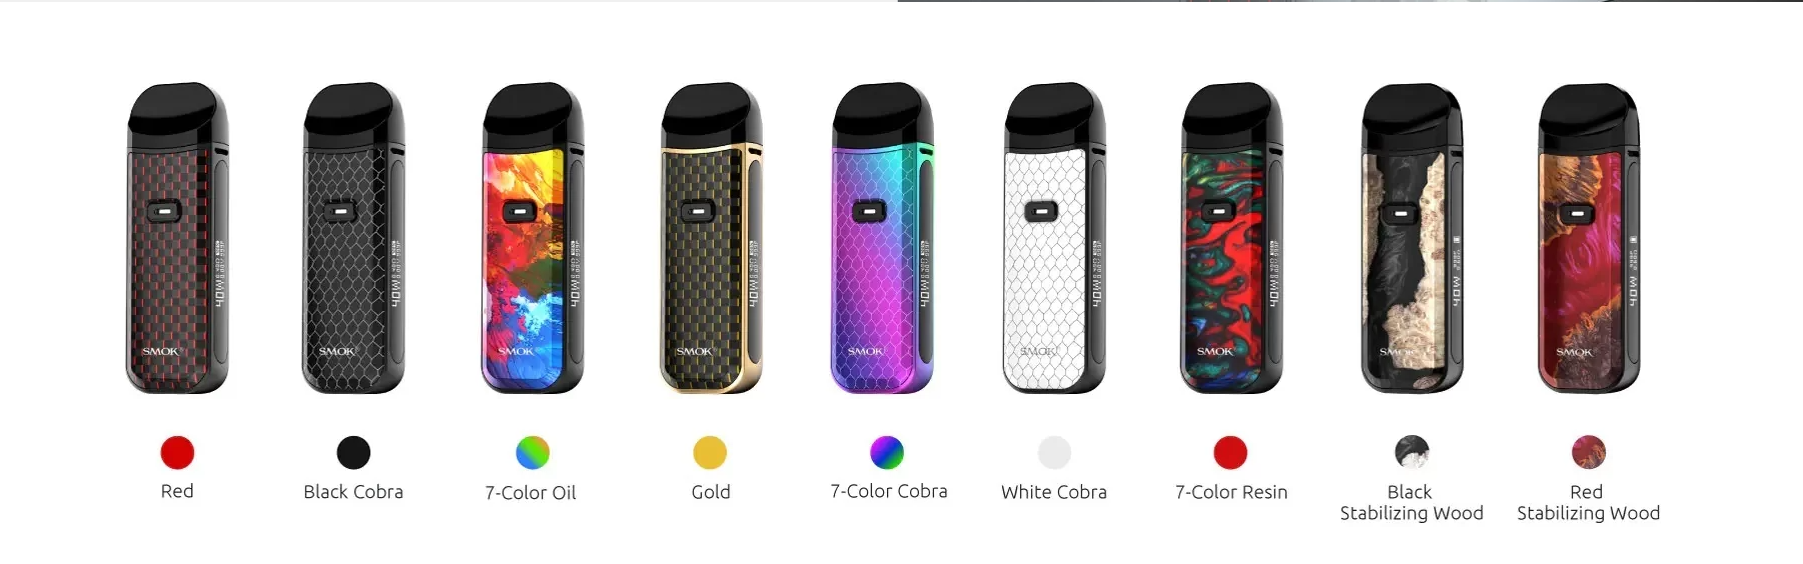 SMOK
SMOK
SMOK
SMOK
SMOK
SMOK
SMOK
SMOK
SMOK
40W
40W
40W
40W
40W
40W
40W
40W
40W
Red
Black Cobra
7-Color Oil
Gold
7-Color Cobra
White Cobra
7-Color Resin
Black
Stabilizing Wood
Red
Stabilizing Wood